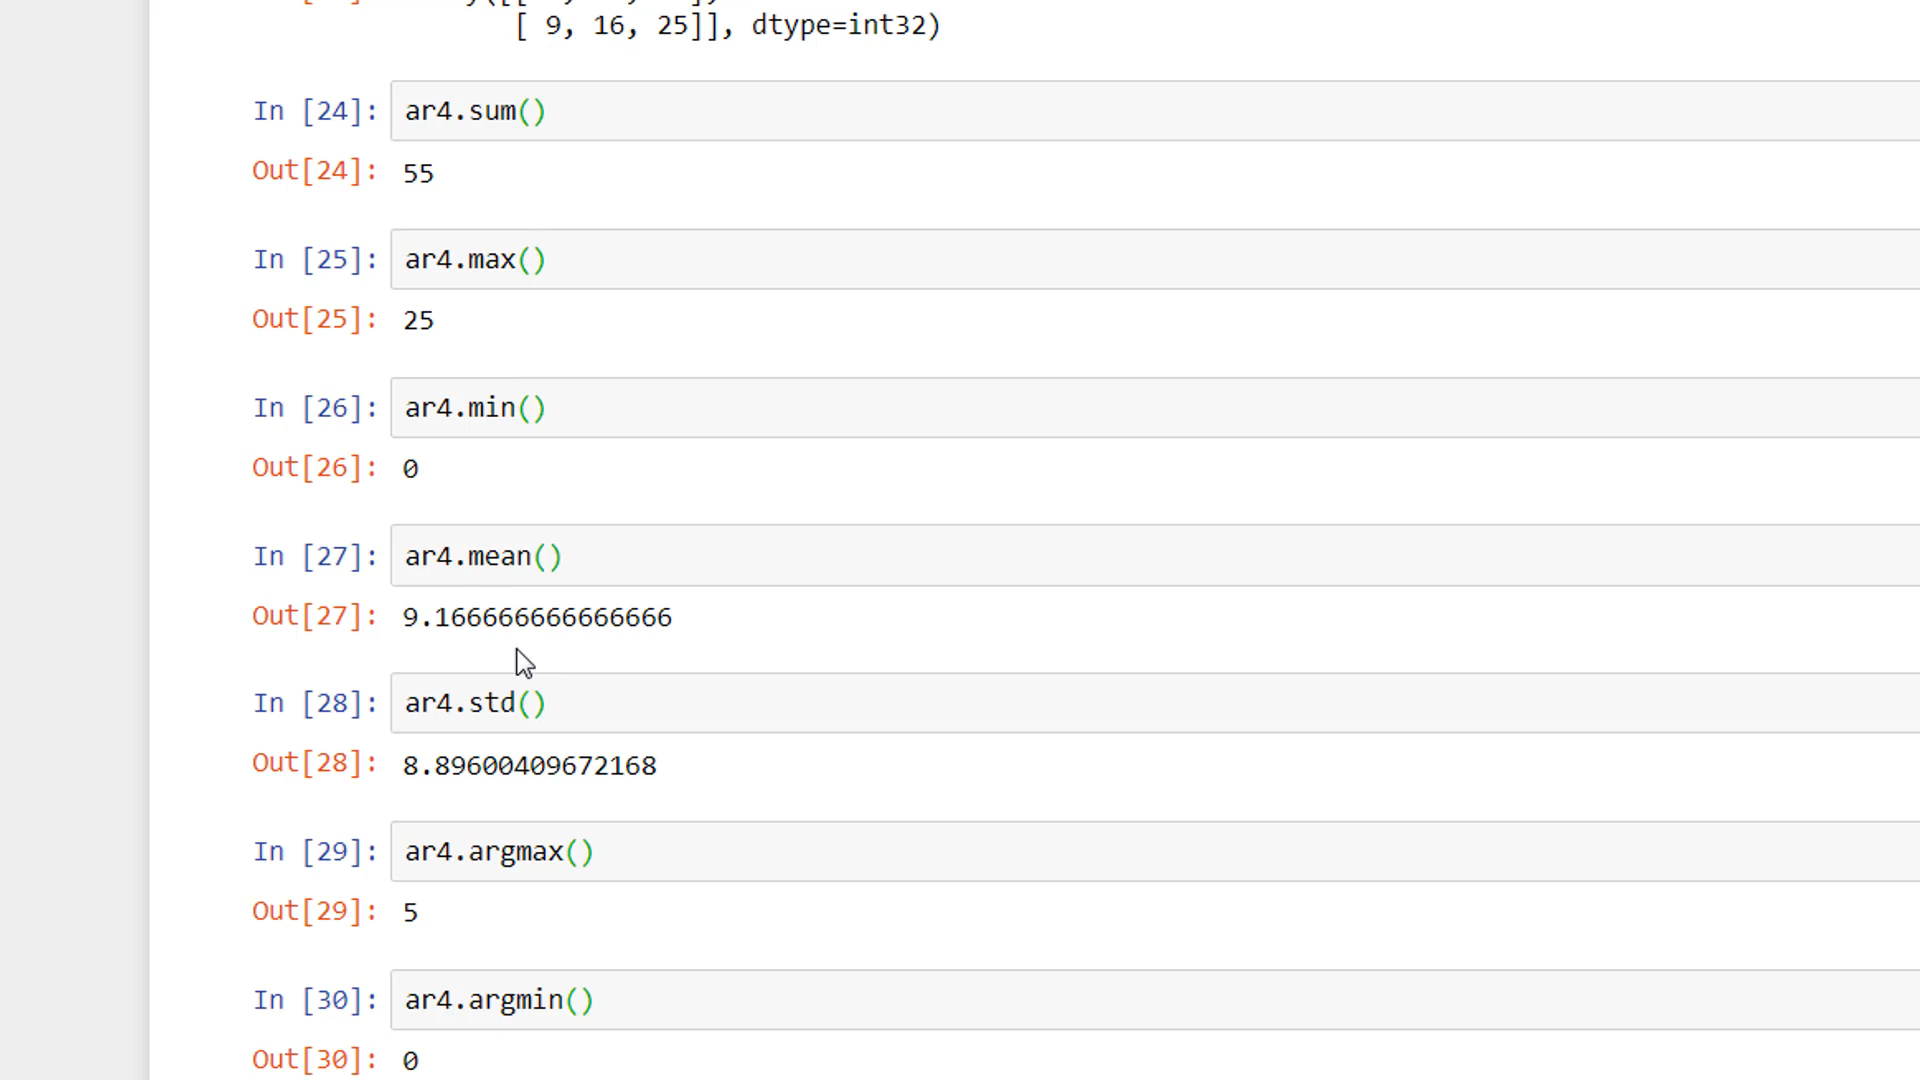 [ 9, 16, 25]], dtype=int32)
In [24]: ar4.sum()
Out[24]: 55
In [25]: ar4.max()
Out[25]: 25
In [26]: ar4.min()
Out[26]: 0
In [27]: ar4.mean()
Out[27]: 9.166666666666666
In [28]: ar4.std()
Out[28]: 8.89600409672168
In [29]: ar4.argmax()
Out[29]: 5
In [30]: ar4.argmin()
Out[30]: 0